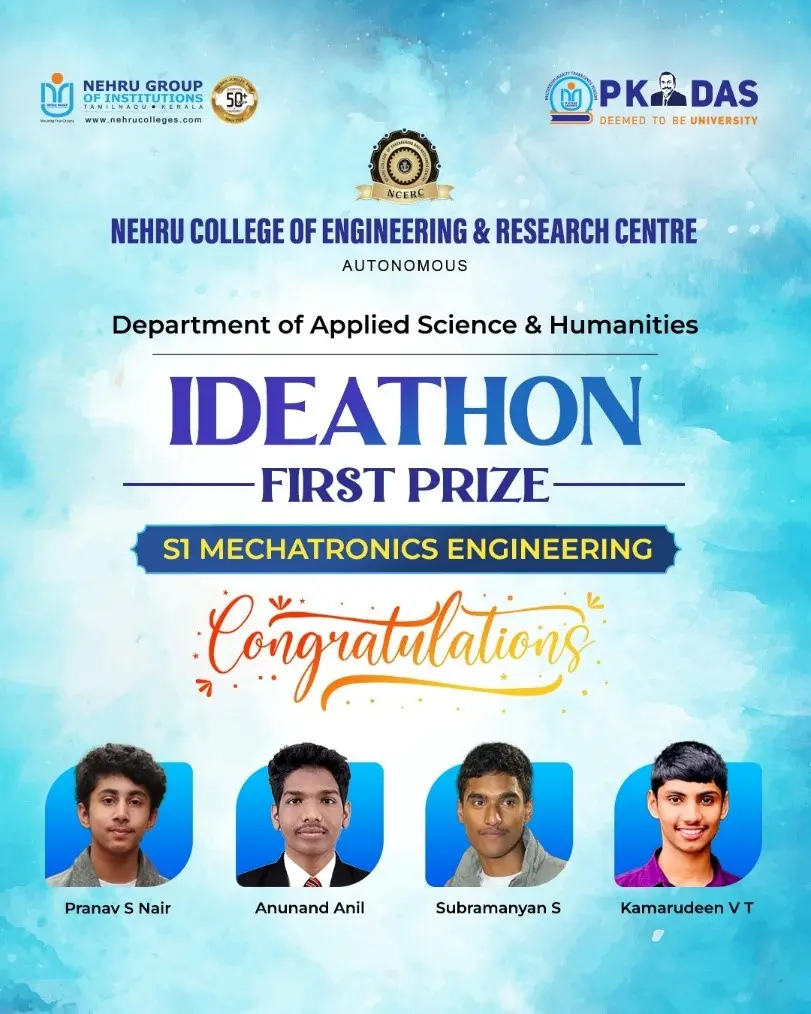 NEHRU GROUP
OF INSTITUTIONS
TAMILNADU • KERALA
www.nehrucolleges.com
50+
PK DAS
DEEMED TO BE UNIVERSITY
NCERC
NEHRU COLLEGE OF ENGINEERING & RESEARCH CENTRE
AUTONOMOUS
Department of Applied Science & Humanities
IDEATHON
FIRST PRIZE
S1 MECHATRONICS ENGINEERING
Congratulations
Pranav S Nair
Anunand Anil
Subramanyan S
Kamarudeen V T